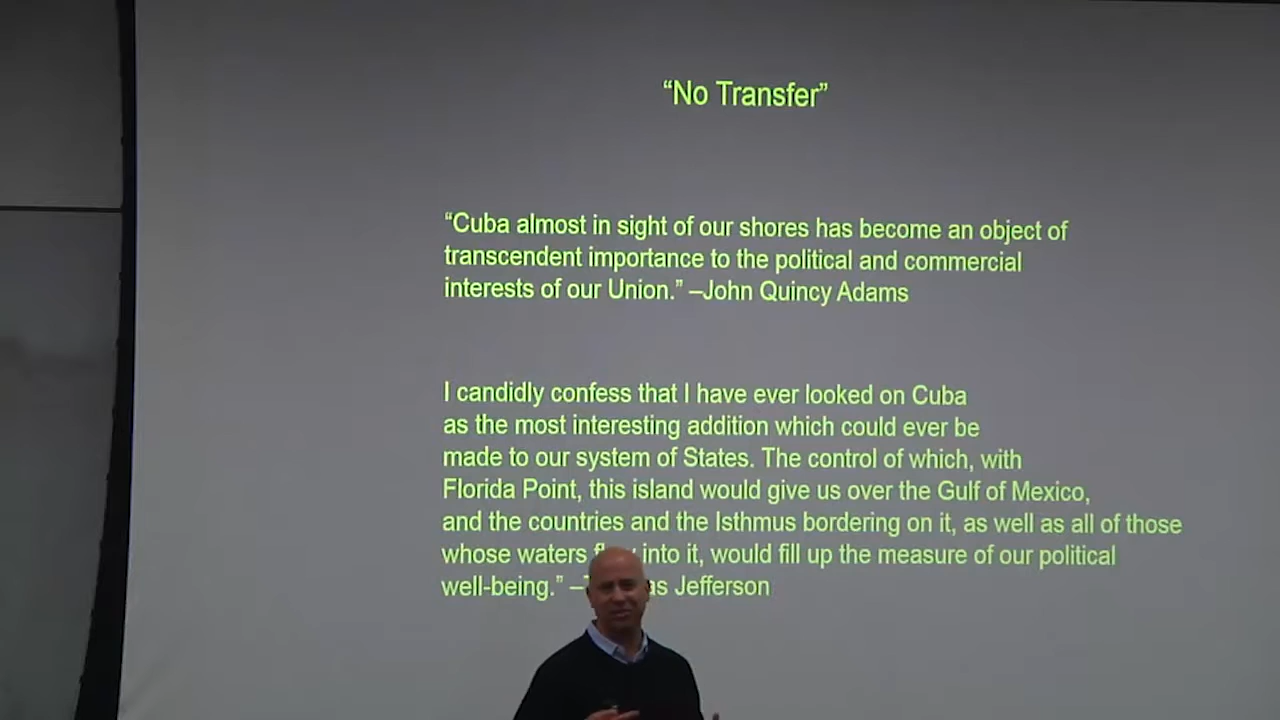 “No Transfer”
“Cuba almost in sight of our shores has become an object of
transcendent importance to the political and commercial
interests of our Union.” –John Quincy Adams
I candidly confess that I have ever looked on Cuba
as the most interesting addition which could ever be
made to our system of States. The control of which, with
Florida Point, this island would give us over the Gulf of Mexico,
and the countries and the Isthmus bordering on it, as well as all of those
whose waters into it, would fill up the measure of our political
well-being.” – Jefferson